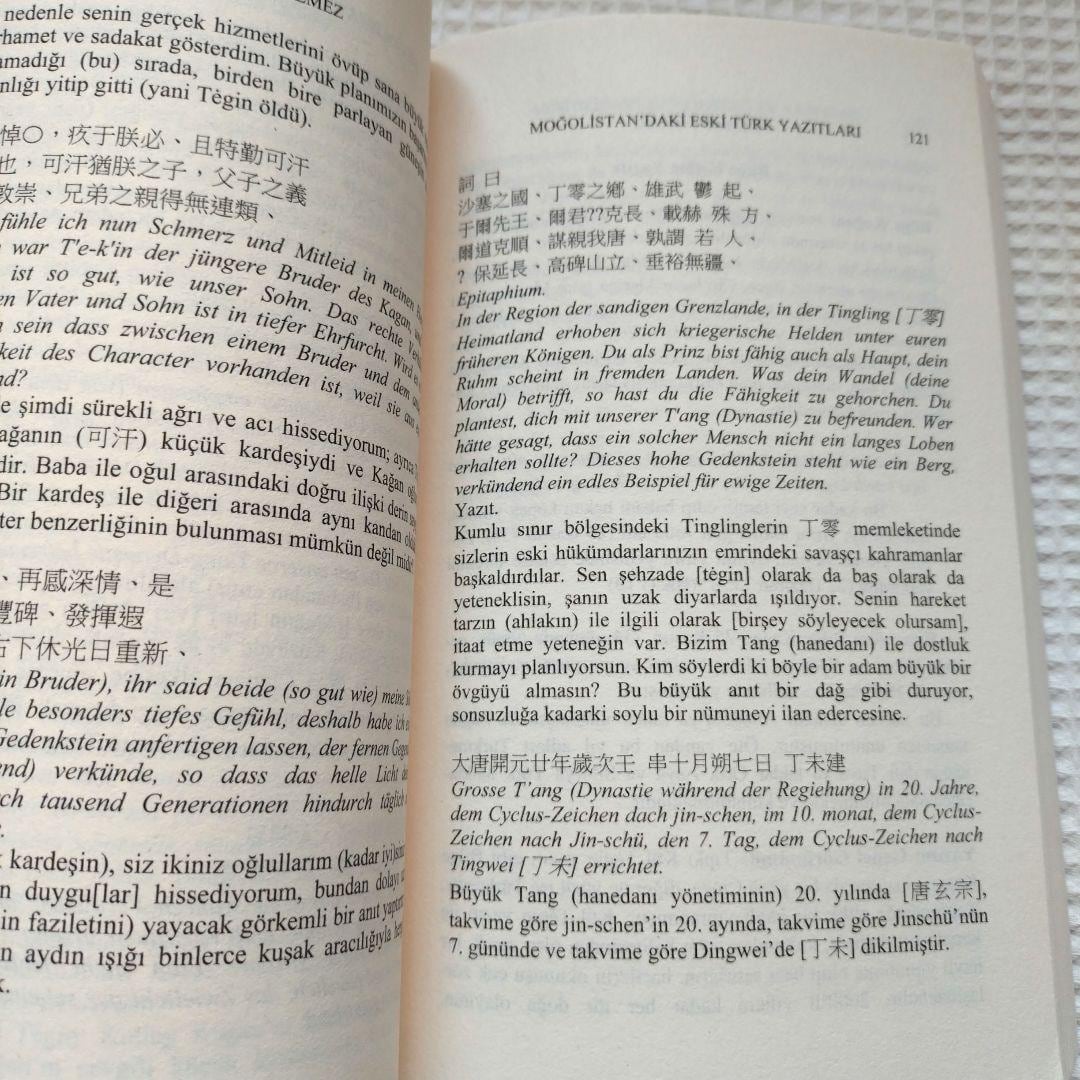 MEZ
nedenle senin gerçek hizmetlerini övüp sana büyük
rhamet ve sadakat gösterdim. Büyük planımızın
amadığı (bu) sırada, birden bire parlayan
nlığı yitip gitti (yani Tėgin öldü).
悼〇，疚于朕必、且特勤可汗
也，可汗猶朕之子，父子之義
敦崇、兄弟之親得無連類、
fühle ich nun Schmerz und Mitleid in meinen
n war T'e-k'in der jüngere Bruder des Kagan,
ist so gut, wie unser Sohn. Das rechte
en Vater und Sohn ist in tiefer Ehrfurcht. Wird
n sein dass zwischen einem Bruder und dem
keit des Character vorhanden ist, weil sie aus
nd?
e şimdi sürekli ağrı ve acı hissediyorum;
ağanın (可汗) küçük kardeşiydi ve Kağan
dir. Baba ile oğul arasındaki doğru ilişki derin
Bir kardeş ile diğeri arasında aynı kandan
ter benzerliğinin bulunması mümkün değil
、再感深情、是
豐碑、發揮遐
古下休光日重新、
in Bruder), ihr said beide (so gut wie) meine
le besonders tiefes Gefühl, deshalb habe ich
Gedenkstein anfertigen lassen, der fernen
end) verkünde, so dass das helle Licht
rch tausend Generationen hindurch täglich
e.
k kardeşin), siz ikiniz oğlullarım (kadar iyi)
n duygu[lar] hissediyorum, bundan dolayı
in faziletini) yayacak görkemli bir anıt
n aydın ışığı binlerce kuşak aracılığıyla
k.
MOĞOLİSTAN'DAKİ ESKİ TÜRK YAZITLARI 121
詞 曰
沙塞之國、丁零之鄉、雄武 鬱 起、
于爾先王、爾君??克長、載赫 殊 方、
爾道克順、謀親我唐、孰謂 若 人、
? 保延長、高碑山立、垂裕無疆、
Epitaphium.
In der Region der sandigen Grenzlande, in der Tingling [丁零]
Heimatland erhoben sich kriegerische Helden unter euren
früheren Königen. Du als Prinz bist fähig auch als Haupt, dein
Ruhm scheint in fremden Landen. Was dein Wandel (deine
Moral) betrifft, so hast du die Fähigkeit zu gehorchen. Du
plantest, dich mit unserer T'ang (Dynastie) zu befreunden. Wer
hätte gesagt, dass ein solcher Mensch nicht ein langes Loben
erhalten sollte? Dieses hohe Gedenkstein steht wie ein Berg,
verkündend ein edles Beispiel für ewige Zeiten.
Yazıt.
Kumlu sınır bölgesindeki Tinglinglerin 丁零 memleketinde
sizlerin eski hükümdarlarınızın emrindeki savaşçı kahramanlar
başkaldırdılar. Sen şehzade [tėgin] olarak da baş olarak da
yeteneklisin, şanın uzak diyarlarda ışıldıyor. Senin hareket
tarzın (ahlakın) ile ilgili olarak [birşey söyleyecek olursam],
itaat etme yeteneğin var. Bizim Tang (hanedanı) ile dostluk
kurmayı planlıyorsun. Kim söylerdi ki böyle bir adam büyük bir
övgüyü almasın? Bu büyük anıt bir dağ gibi duruyor,
sonsuzluğa kadarki soylu bir nümuneyi ilan edercesine.
大唐開元廿年歲次壬 串十月朔七日 丁未建
Grosse T'ang (Dynastie während der Regiehung) in 20. Jahre,
dem Cyclus-Zeichen dach jin-schen, im 10. monat, dem Cyclus-
Zeichen nach Jin-schü, den 7. Tag, dem Cyclus-Zeichen nach
Tingwei [丁未] errichtet.
Büyük Tang (hanedanı yönetiminin) 20. yılında [唐玄宗],
takvime göre jin-schen'in 20. ayında, takvime göre Jinschü'nün
7. gününde ve takvime göre Dingwei'de [丁未] dikilmiştir.